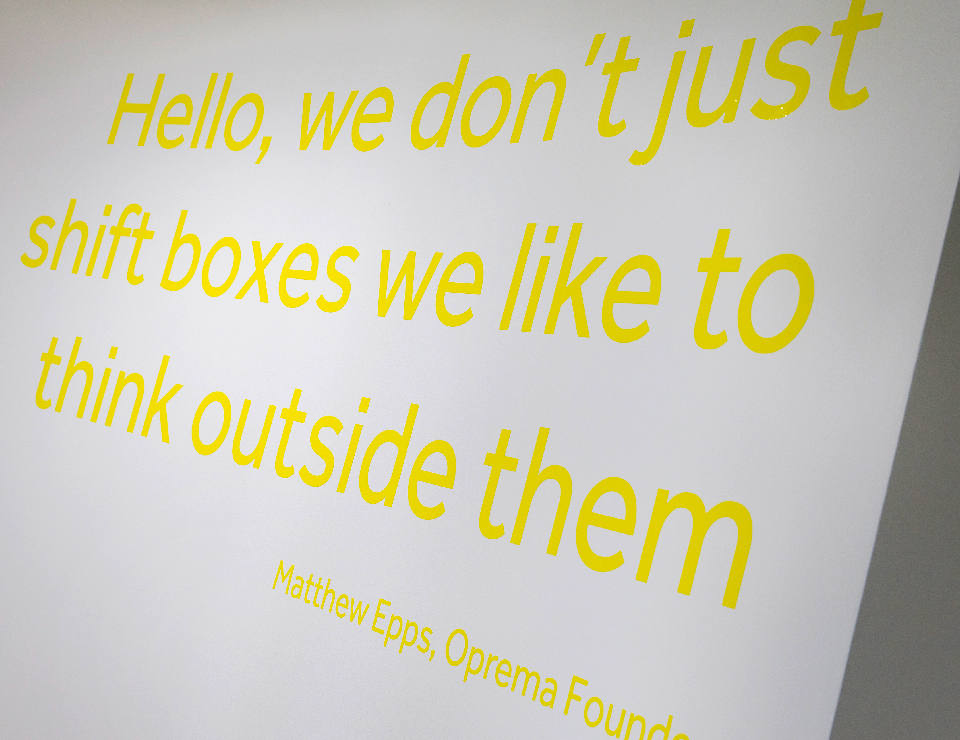 Hello, we don't just
shift boxes we like to
think outside them
Matthew Epps, Oprema